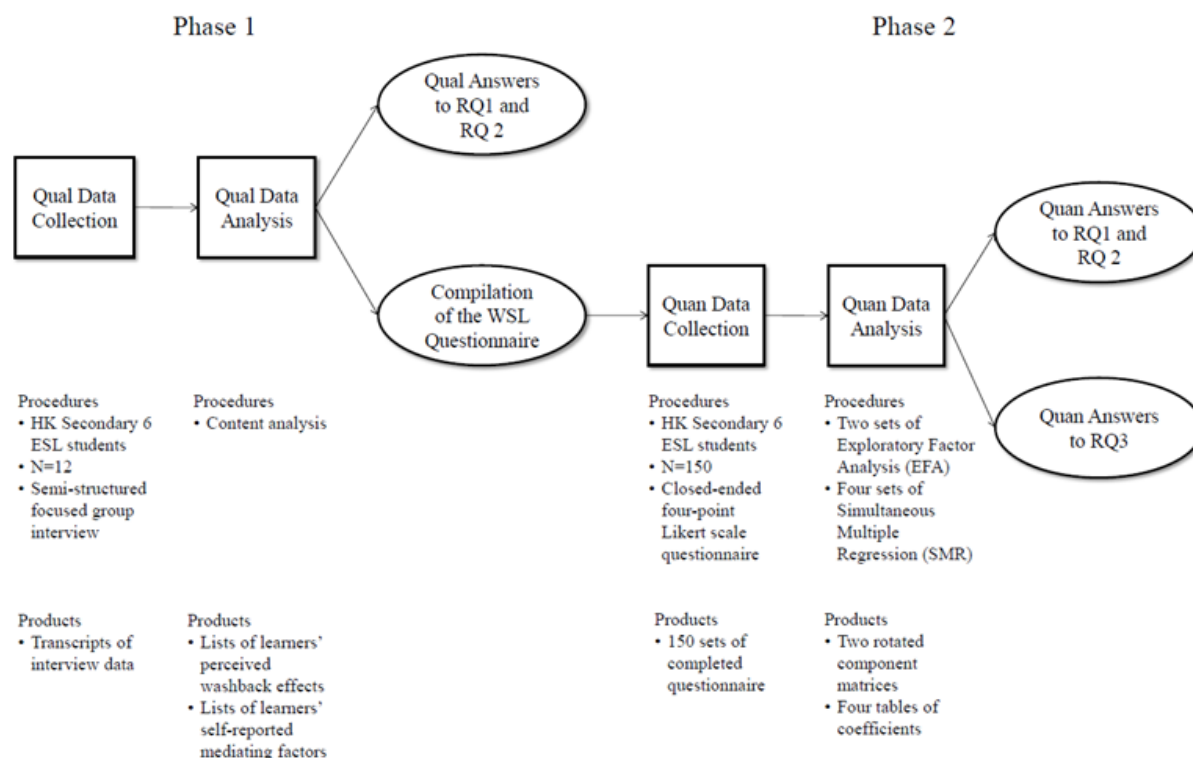 Phase 1
Phase 2
Qual Answers
to RQ1 and
RQ 2
Qual Data
Collection
Qual Data
Analysis
Compilation
of the WSL
Questionnaire
Quan Data
Collection
Quan Data
Analysis
Quan Answers
to RQ1 and
RQ 2
Quan Answers
to RQ3
Procedures
• HK Secondary 6
ESL students
• N=12
• Semi-structured
focused group
interview
Procedures
• Content analysis
Procedures
• HK Secondary 6
ESL students
• N=150
• Closed-ended
four-point
Likert scale
questionnaire
Procedures
• Two sets of
Exploratory Factor
Analysis (EFA)
• Four sets of
Simultaneous
Multiple
Regression (SMR)
Products
• Transcripts of
interview data
Products
• Lists of learners'
perceived
washback effects
• Lists of learners'
self-reported
mediating factors
Products
• 150 sets of
completed
questionnaire
Products
• Two rotated
component
matrices
• Four tables of
coefficients